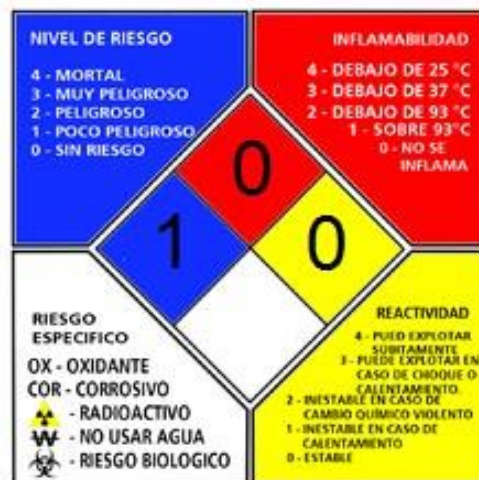 NIVEL DE RIESGO
4 - MORTAL
3 - MUY PELIGROSO
2 - PELIGROSO
1 - POCO PELIGROSO
0 - SIN RIESGO
INFLAMABILIDAD
4 - DEBAJO DE 25 °C
3 - DEBAJO DE 37 °C
2 - DEBAJO DE 93 °C
1 - SOBRE 93°C
0 - NO SE
INFLAMA
0
1
0
RIESGO
ESPECIFICO
OX - OXIDANTE
COR - CORROSIVO
- RADIOACTIVO
W - NO USAR AGUA
- RIESGO BIOLOGICO
REACTIVIDAD
4 - PUED EXPLOTAR
SUBITAMENTE
3 - PUEDE EXPLOTAR EN
CASO DE CHOQUE O
CALENTAMIENTO.
2 - INESTABLE EN CASO DE
CAMBIO QUÍMICO VIOLENTO
1 - INESTABLE EN CASO DE
CALENTAMIENTO
0 - ESTABLE